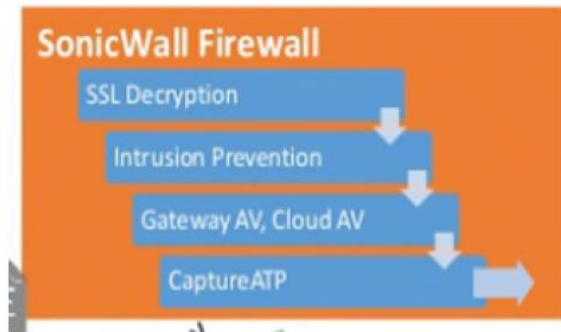 SonicWall Firewall
SSL Decryption
Intrusion Prevention
Gateway AV, Cloud AV
CaptureATP